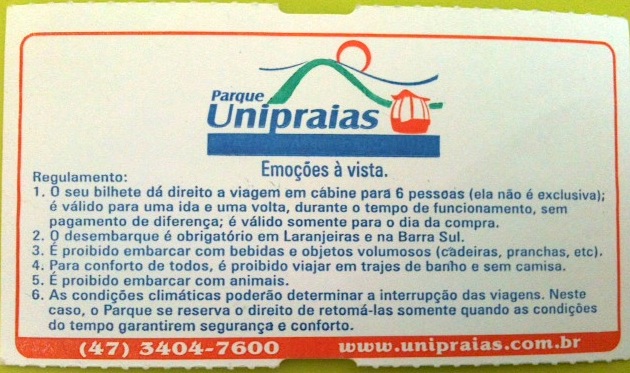 Parque
Unipraias
Emoções à vista.
Regulamento:
1. O seu bilhete dá direito a viagem em cábine para 6 pessoas (ela não é exclusiva);
é válido para uma ida e uma volta, durante o tempo de funcionamento, sem
pagamento de diferença; é válido somente para o dia da compra.
2. O desembarque é obrigatório em Laranjeiras e na Barra Sul.
3. É proibido embarcar com bebidas e objetos volumosos (cadeiras, pranchas, etc).
4. Para conforto de todos, é proibido viajar em trajes de banho e sem camisa.
5. É proibido embarcar com animais.
6. As condições climáticas poderão determinar a interrupção das viagens. Neste
caso, o Parque se reserva o direito de retomá-las somente quando as condições
do tempo garantirem segurança e conforto.
(47) 3404-7600 www.unipraias.com.br